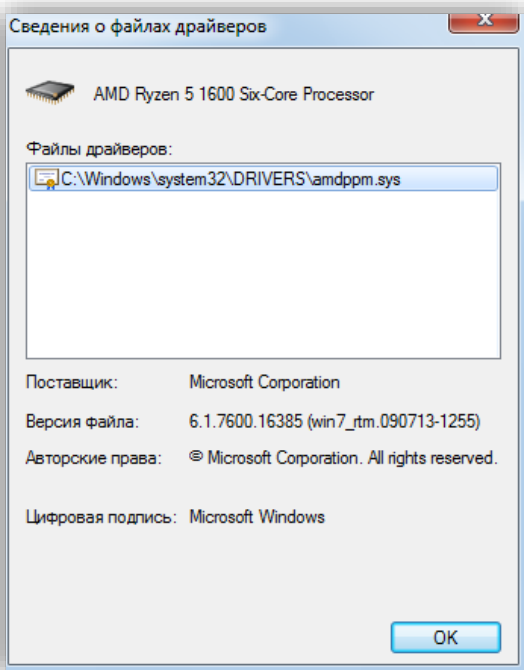 Сведения о файлах драйверов
AMD Ryzen 5 1600 Six-Core Processor
Файлы драйверов:
C:\Windows\system32\DRIVERS\amdppm.sys
Поставщик: Microsoft Corporation
Версия файла: 6.1.7600.16385 (win7_rtm.090713-1255)
Авторские права: © Microsoft Corporation. All rights reserved.
Цифровая подпись: Microsoft Windows
OK